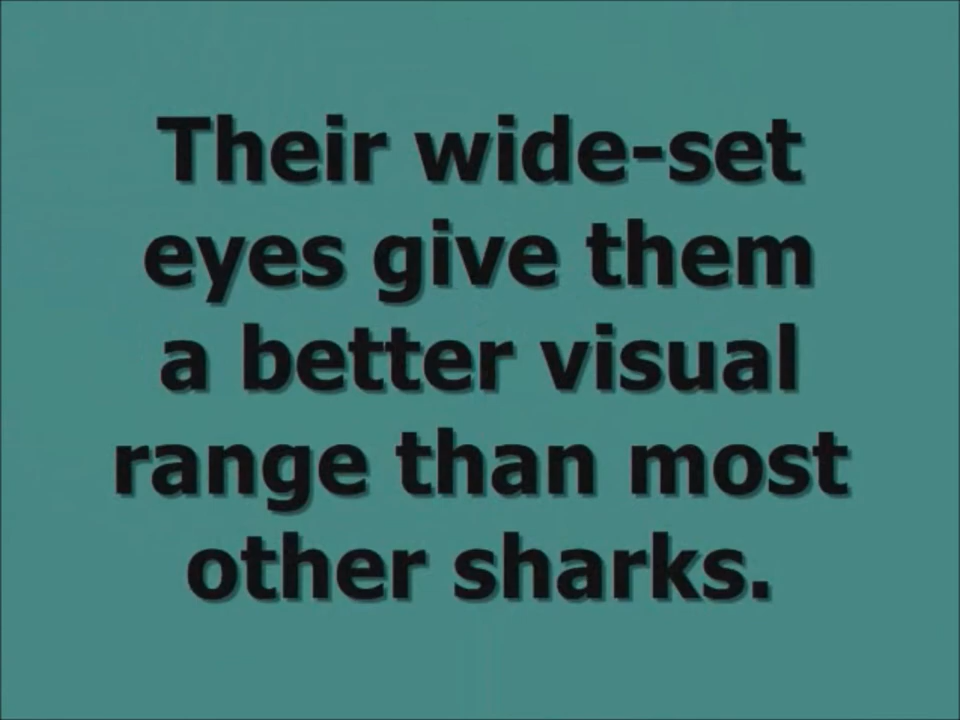 Their wide-set
eyes give them
a better visual
range than most
other sharks.